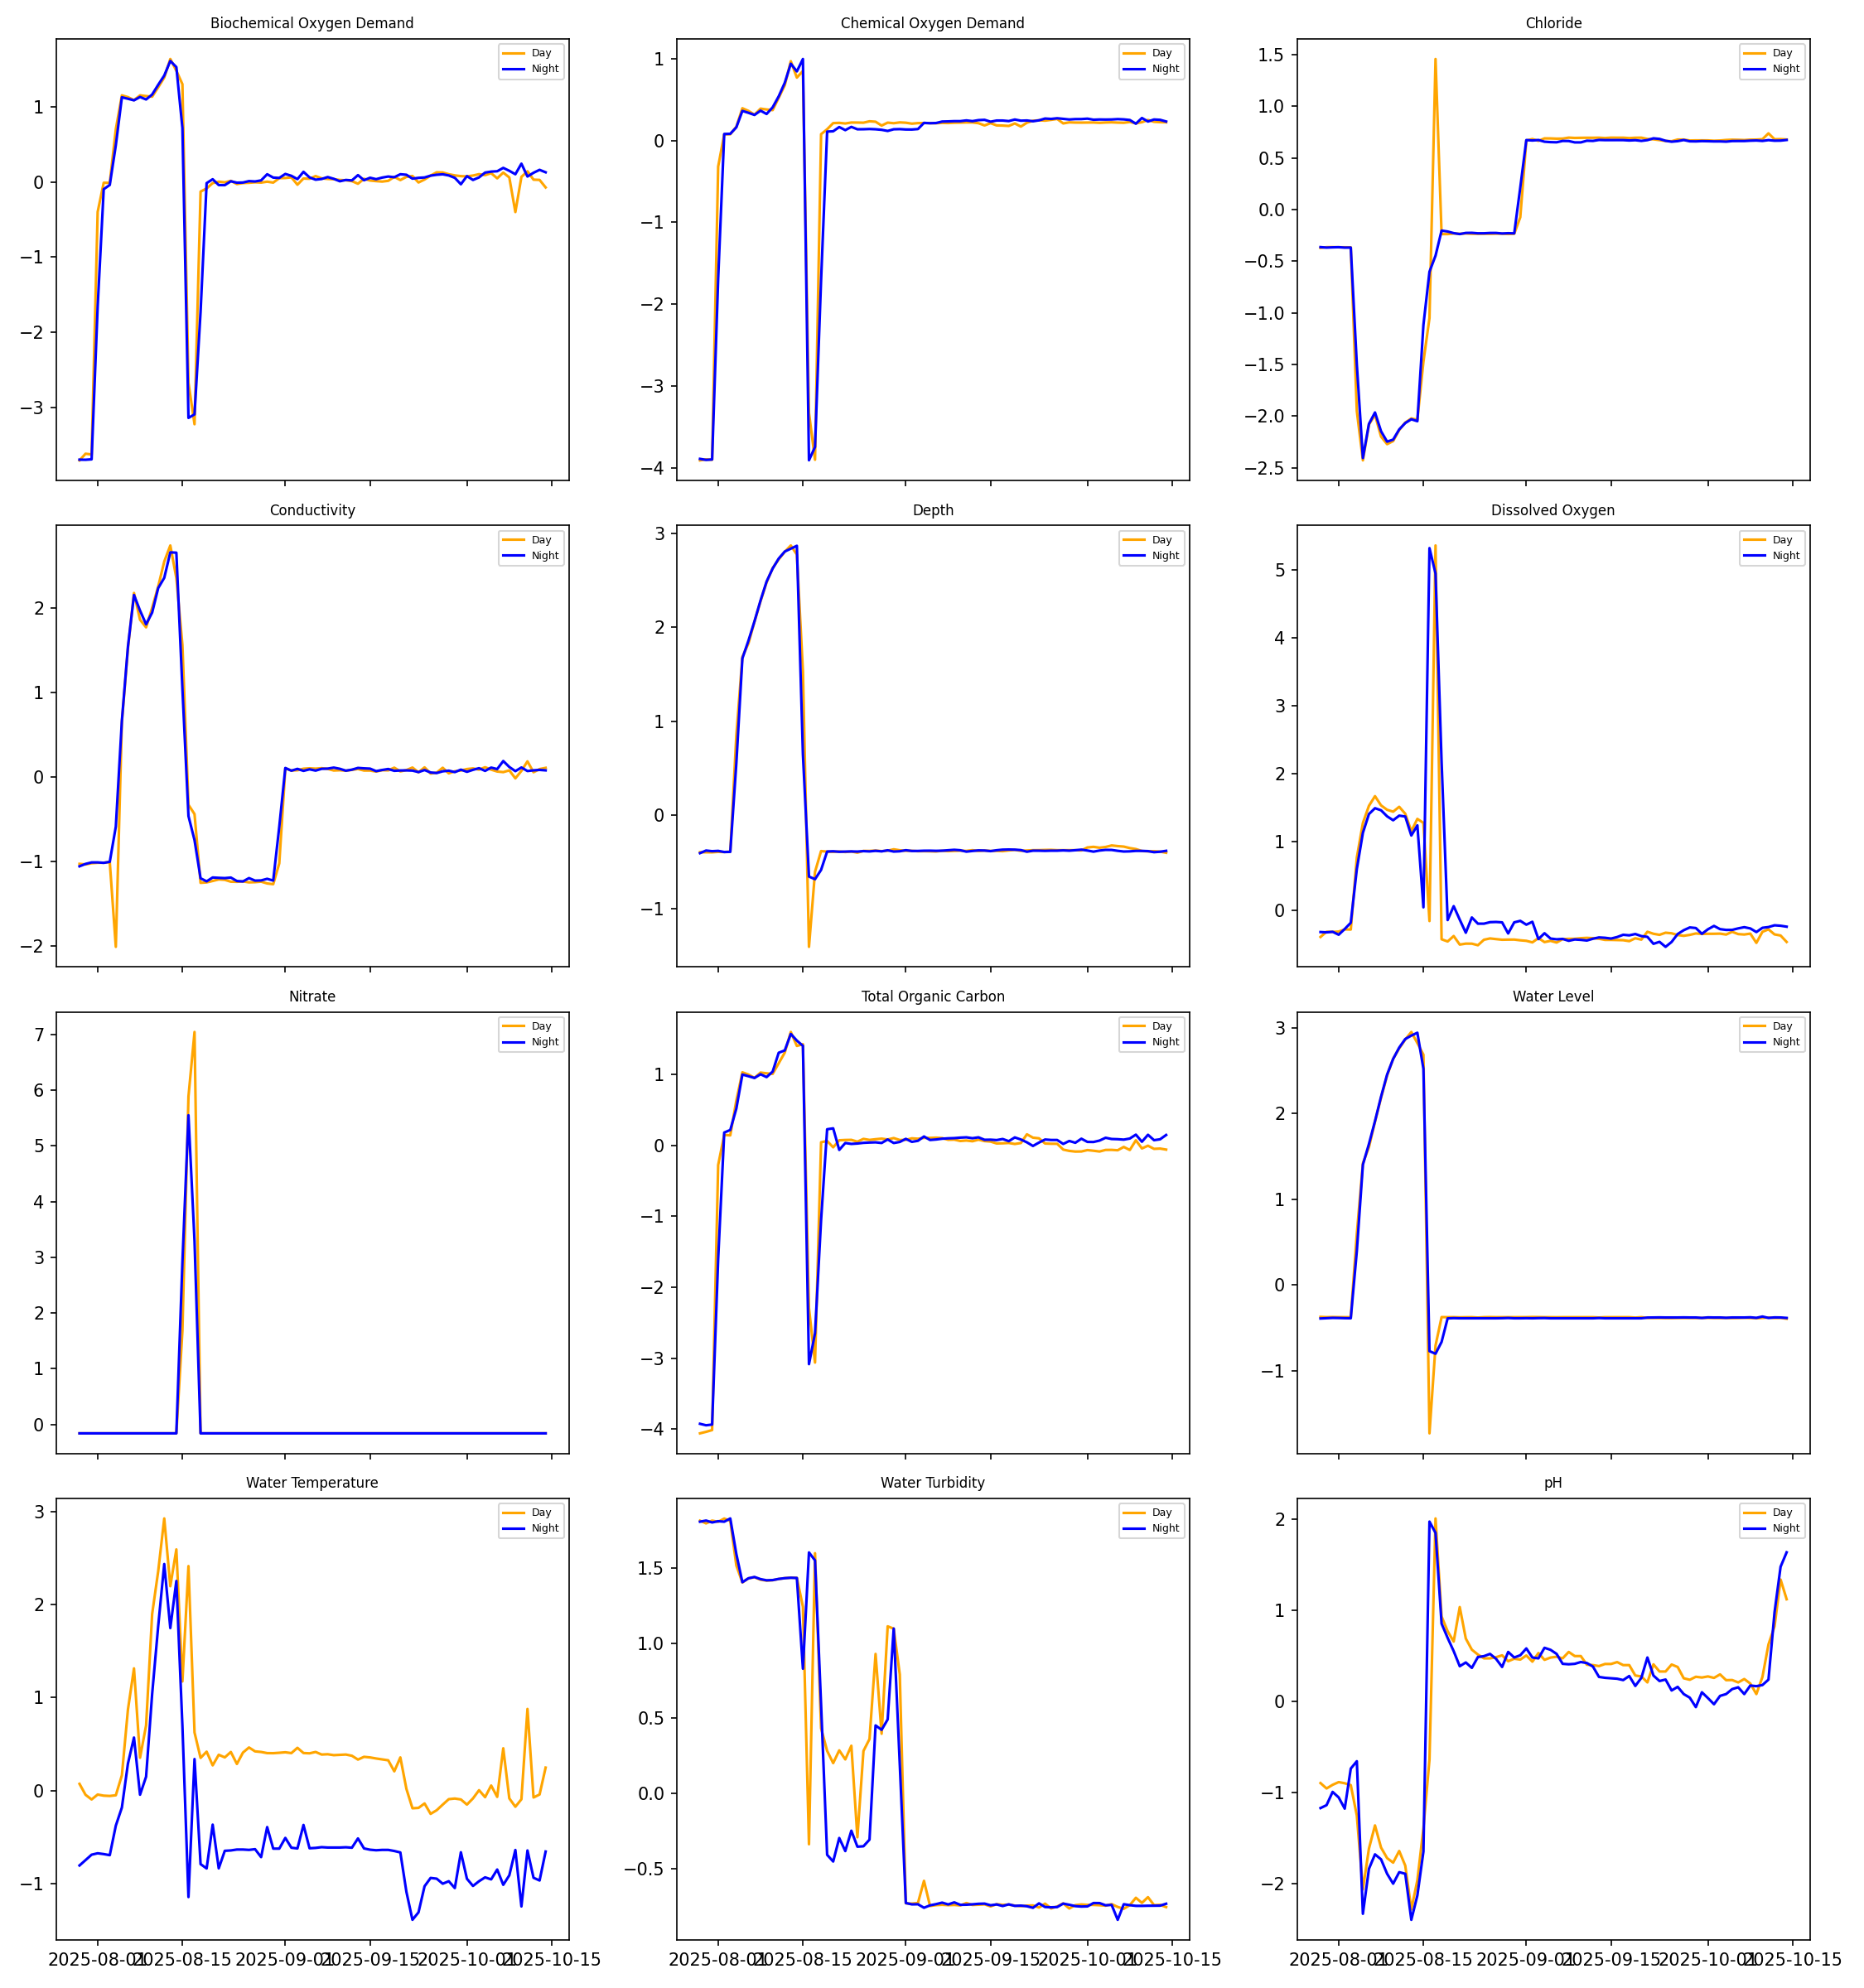 Biochemical Oxygen Demand
Day
Night
1
0
−1
−2
−3
Chemical Oxygen Demand
Day
Night
1
0
−1
−2
−3
−4
Chloride
Day
Night
1.5
1.0
0.5
0.0
−0.5
−1.0
−1.5
−2.0
−2.5
Conductivity
Day
Night
2
1
0
−1
−2
Depth
Day
Night
3
2
1
0
−1
Dissolved Oxygen
Day
Night
5
4
3
2
1
0
Nitrate
Day
Night
7
6
5
4
3
2
1
0
Total Organic Carbon
Day
Night
1
0
−1
−2
−3
−4
Water Level
Day
Night
3
2
1
0
−1
Water Temperature
Day
Night
3
2
1
0
−1
2025-08-01
2025-08-15
2025-09-01
2025-09-15
2025-10-01
2025-10-15
Water Turbidity
Day
Night
1.5
1.0
0.5
0.0
−0.5
2025-08-01
2025-08-15
2025-09-01
2025-09-15
2025-10-01
2025-10-15
pH
Day
Night
2
1
0
−1
−2
2025-08-01
2025-08-15
2025-09-01
2025-09-15
2025-10-01
2025-10-15